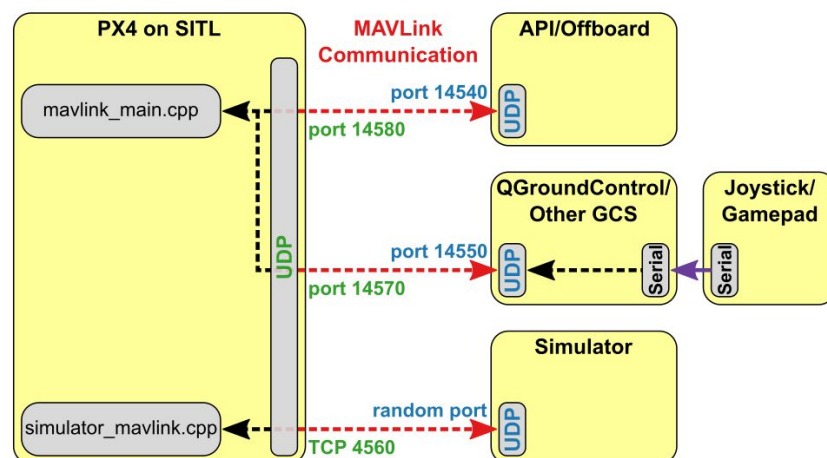 PX4 on SITL
MAVLink
Communication
API/Offboard
mavlink_main.cpp
port 14540
UDP
port 14580
QGroundControl/
Other GCS
Joystick/
Gamepad
UDP
port 14550
UDP
Serial
Serial
port 14570
Simulator
simulator_mavlink.cpp
random port
UDP
TCP 4560